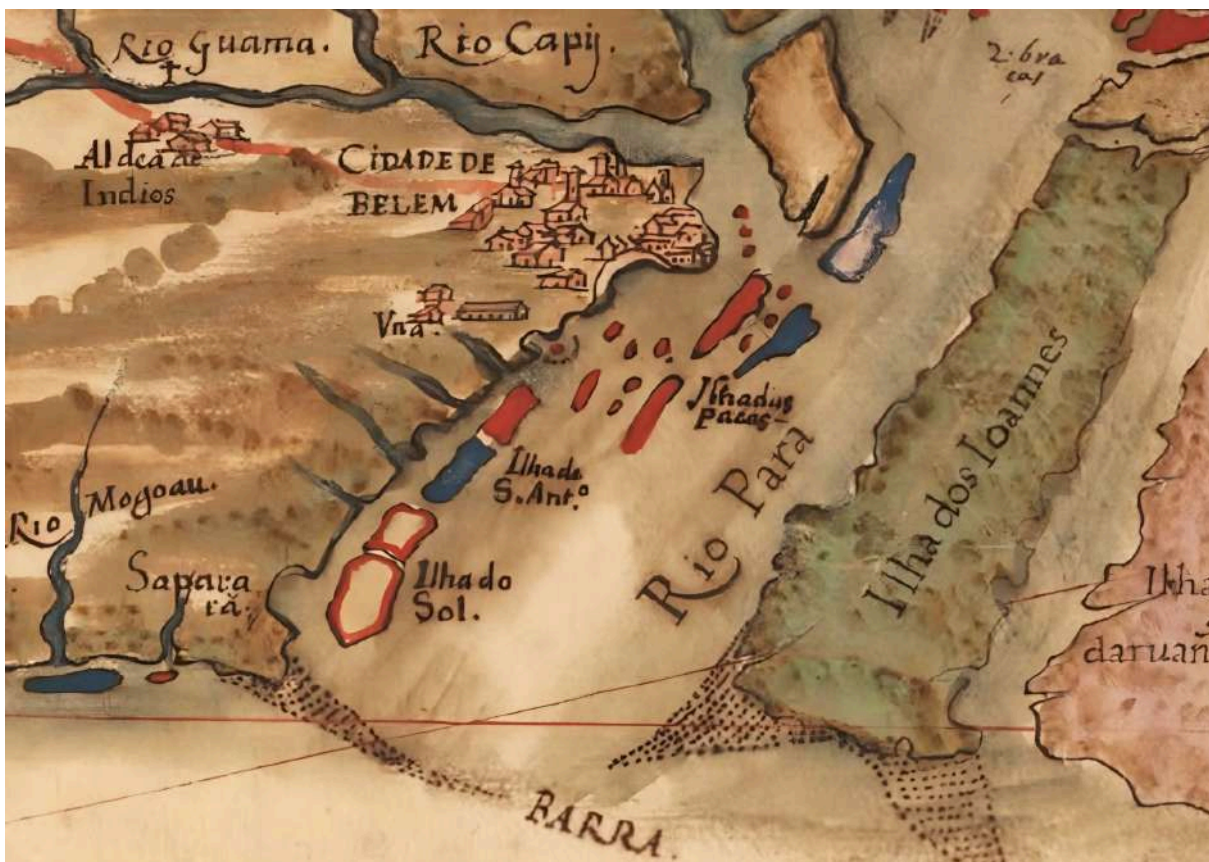 Rio Guama.
Rio Capij.
2. bra
cas
Aldea de
Indios
CIDADE DE
BELEM
Vna.
Ilhadus
pacas
Rio Para
Ilha dos Ioannes
Ilha de
S. Anto.
Rio Mogoau.
Sapara
rã.
Ilha do
Sol.
Ilha
daruañ
BARRA.